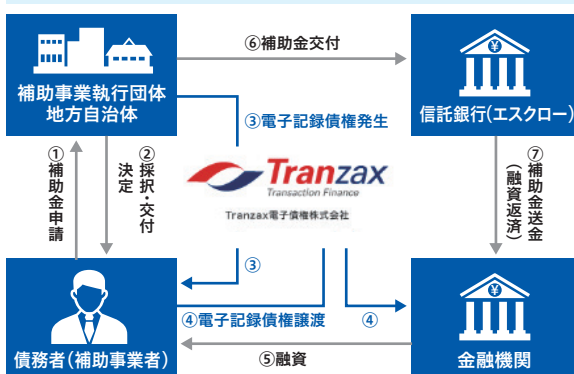 ⑥補助金交付
補助事業執行団体
地方自治体
¥
信託銀行(エスクロー)
③電子記録債権発生
①補助金申請
②採択・交付
決定
Tranzax
Transaction Finance
Tranzax電子債権株式会社
⑦補助金送金
(融資返済)
③
④電子記録債権譲渡
④
¥
債務者(補助事業者)
⑤融資
金融機関